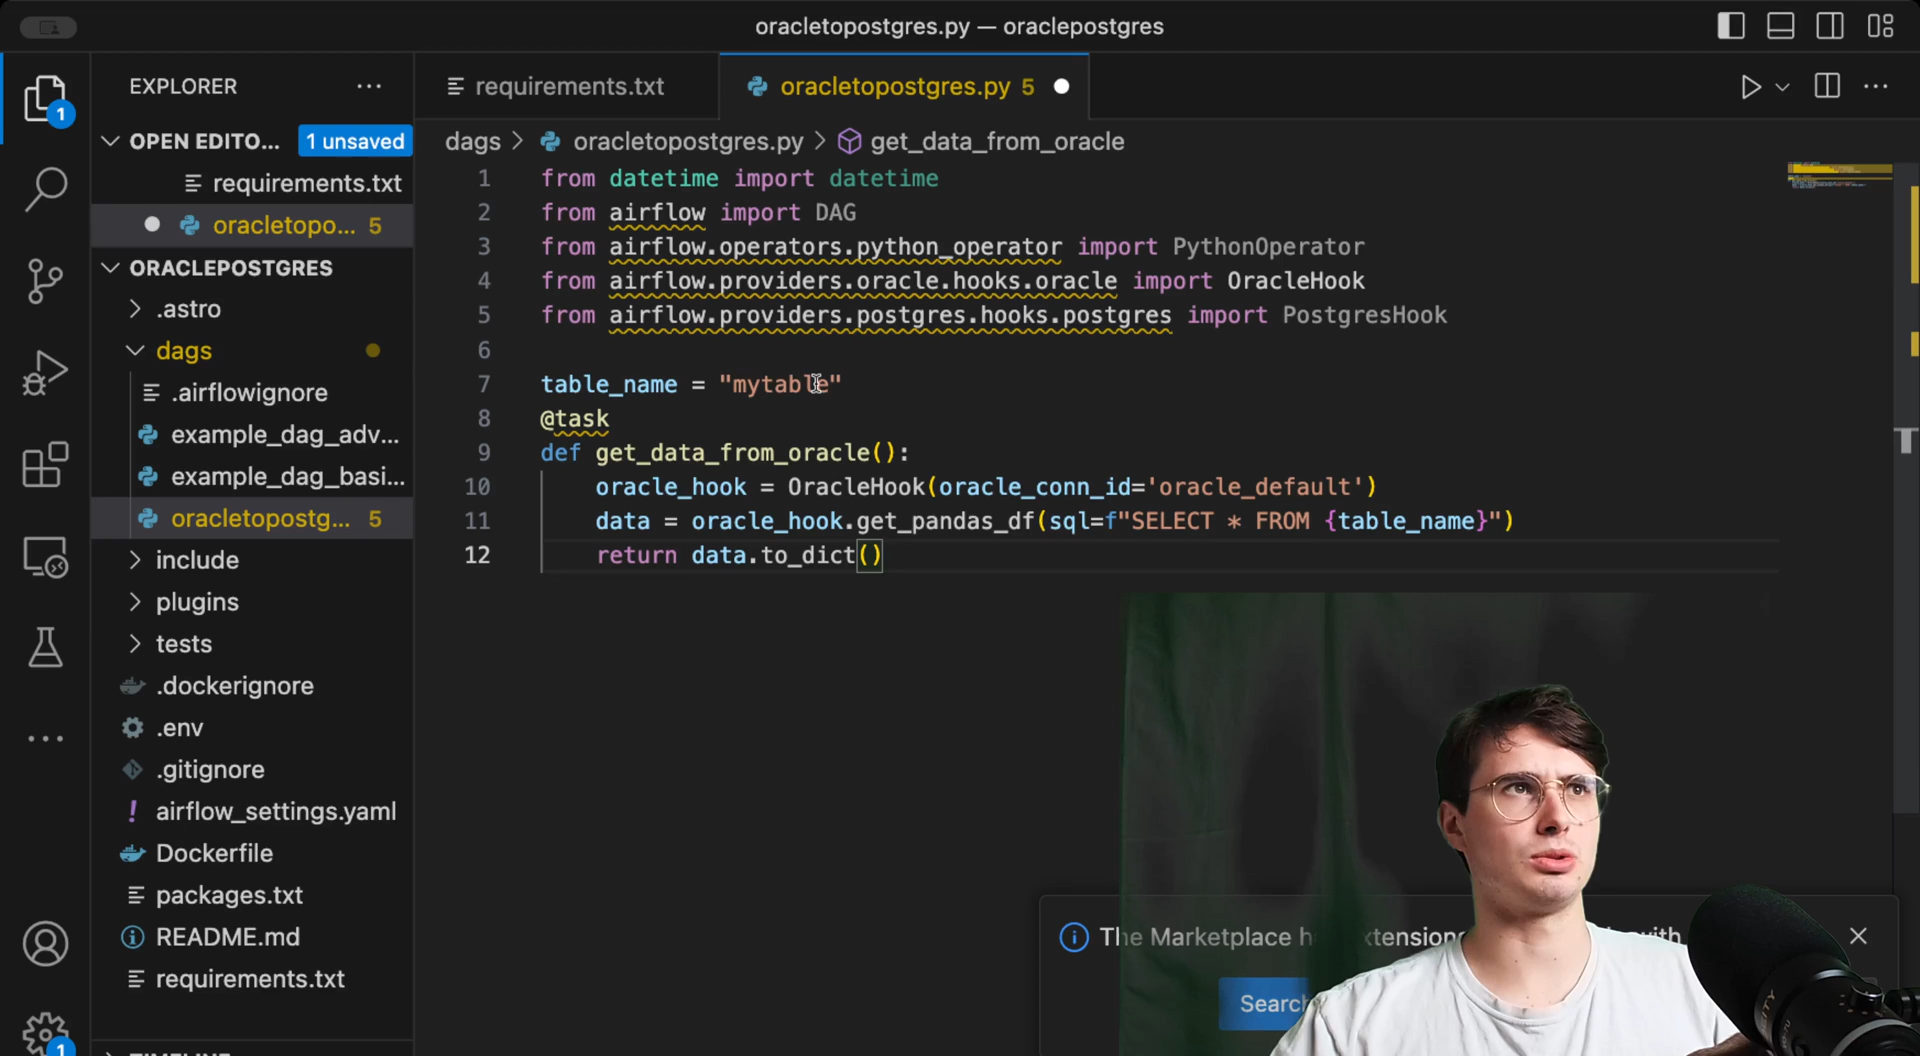 oracletopostgres.py — oraclepostgres
EXPLORER
requirements.txt
oracletopostgres.py 5
1
OPEN EDITO...
1 unsaved
requirements.txt
oracletopo... 5
ORACLEPOSTGRES
.astro
dags
.airflowignore
example_dag_adv...
example_dag_basi...
oracletopostg... 5
include
plugins
tests
.dockerignore
.env
.gitignore
airflow_settings.yaml
Dockerfile
packages.txt
README.md
requirements.txt
1
dags > oracletopostgres.py > get_data_from_oracle
1 from datetime import datetime
2 from airflow import DAG
3 from airflow.operators.python_operator import PythonOperator
4 from airflow.providers.oracle.hooks.oracle import OracleHook
5 from airflow.providers.postgres.hooks.postgres import PostgresHook
6
7 table_name = "mytable"
8 @task
9 def get_data_from_oracle():
10 oracle_hook = OracleHook(oracle_conn_id='oracle_default')
11 data = oracle_hook.get_pandas_df(sql=f"SELECT * FROM {table_name}")
12 return data.to_dict()
The Marketplace
Search